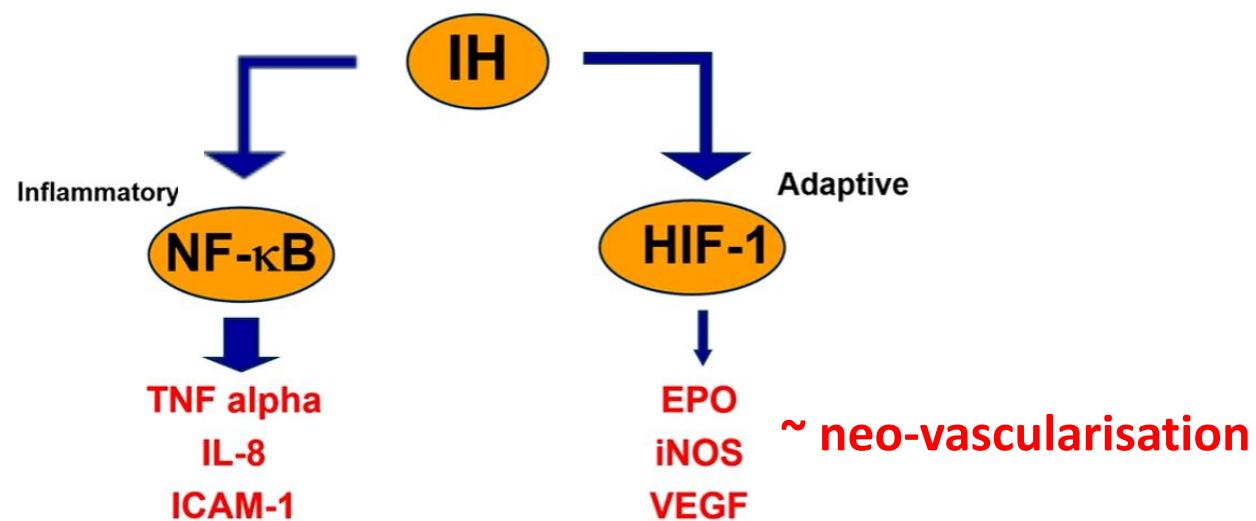 IH
Inflammatory
Adaptive
NF-κB
HIF-1
TNF alpha
IL-8
ICAM-1
EPO
iNOS
VEGF
~ neo-vascularisation